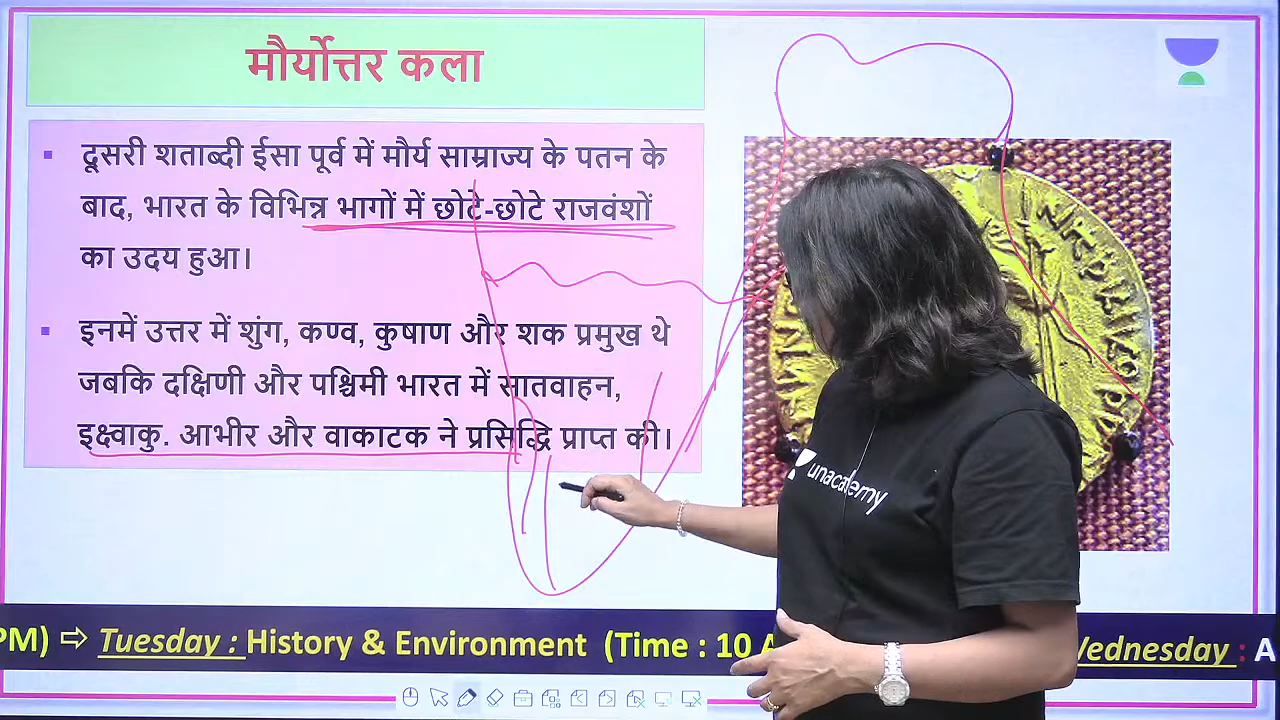 मौर्योत्तर कला
दूसरी शताब्दी ईसा पूर्व में मौर्य साम्राज्य के पतन के
बाद, भारत के विभिन्न भागों में छोटे-छोटे राजवंशों
का उदय हुआ।
इनमें उत्तर में शुंग, कण्व, कुषाण और शक प्रमुख थे
जबकि दक्षिणी और पश्चिमी भारत में सातवाहन,
इक्ष्वाकु. आभीर और वाकाटक ने प्रसिद्धि प्राप्त की।
unacademy
PM) ⇨ Tuesday : History & Environment (Time : 10 A
Wednesday : A